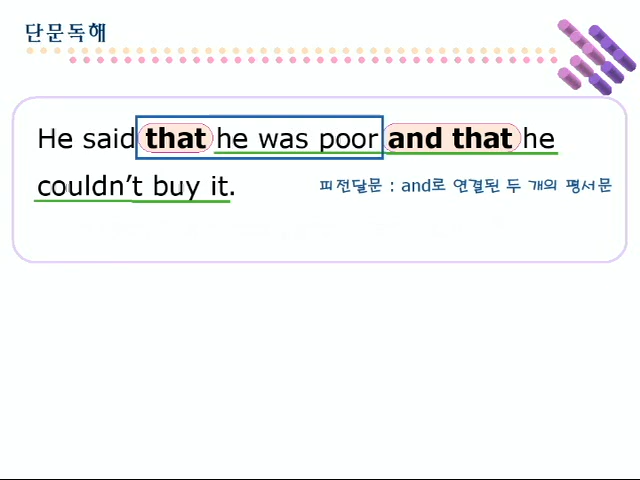 단문독해
He said that he was poor and that he
couldn't buy it.
피전달문 : and로 연결된 두 개의 평서문